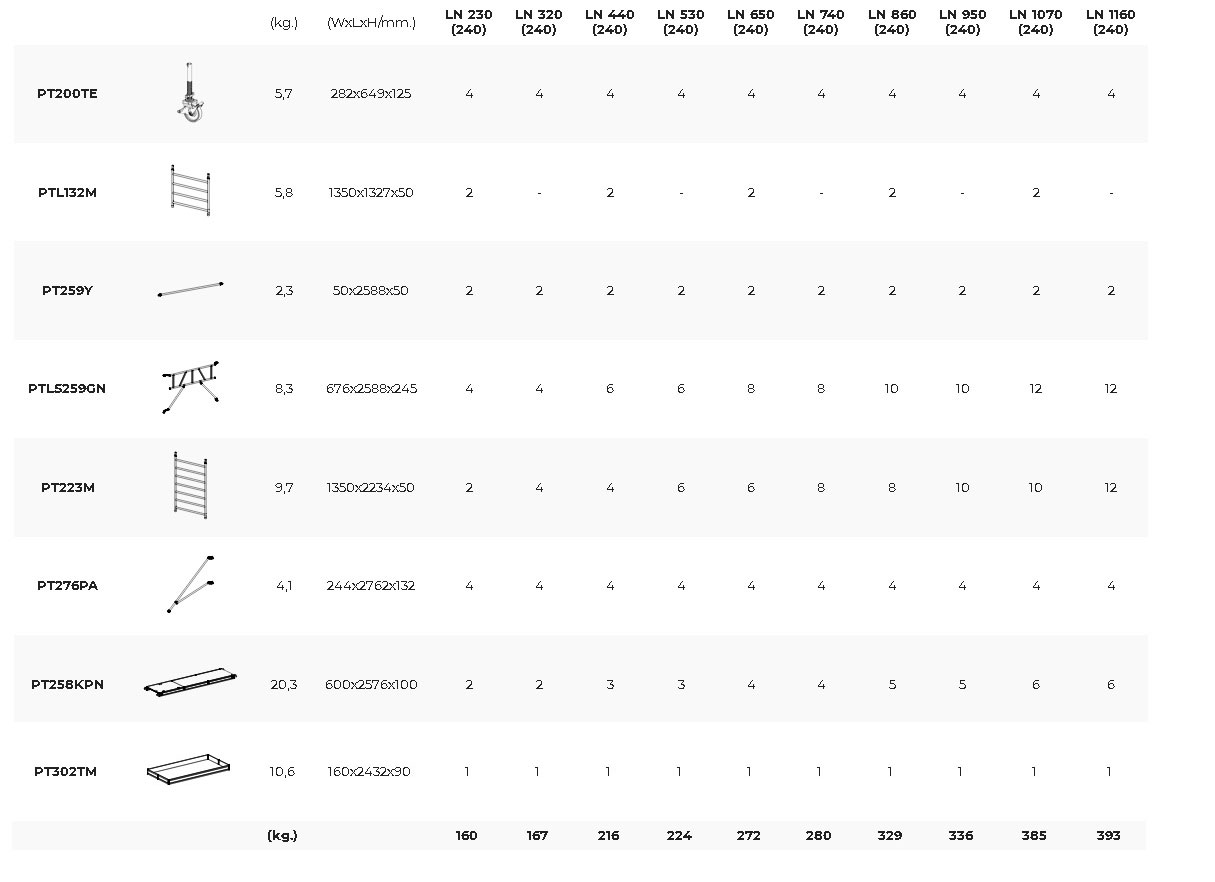 (kg.) (WxLxH/mm.) LN 230 (240) LN 320 (240) LN 440 (240) LN 530 (240) LN 650 (240) LN 740 (240) LN 860 (240) LN 950 (240) LN 1070 (240) LN 1160 (240)
PT200TE 5,7 282x649x125 4 4 4 4 4 4 4 4 4 4
PTL132M 5,8 1350x1327x50 2 - 2 - 2 - 2 - 2 -
PT259Y 2,3 50x2588x50 2 2 2 2 2 2 2 2 2 2
PTLS259GN 8,3 676x2588x245 4 4 6 6 8 8 10 10 12 12
PT223M 9,7 1350x2234x50 2 4 4 6 6 8 8 10 10 12
PT276PA 4,1 244x2762x132 4 4 4 4 4 4 4 4 4 4
PT258KPN 20,3 600x2576x100 2 2 3 3 4 4 5 5 6 6
PT302TM 10,6 160x2432x90 1 1 1 1 1 1 1 1 1 1
(kg.) 160 167 216 224 272 280 329 336 385 393